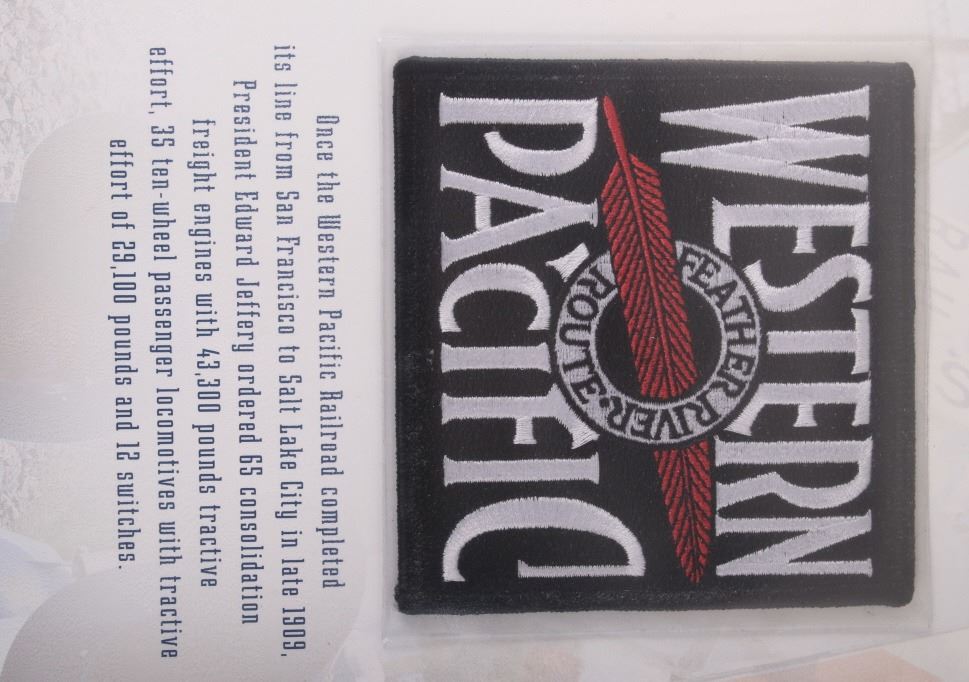 WESTERN
FEATHER RIVER
ROUTE
PACIFIC
Once the Western Pacific Railroad completed
its line from San Francisco to Salt Lake City in late 1909,
President Edward Jeffery ordered 65 consolidation
freight engines with 43,300 pounds tractive
effort, 35 ten-wheel passenger locomotives with tractive
effort of 29,100 pounds and 12 switches.